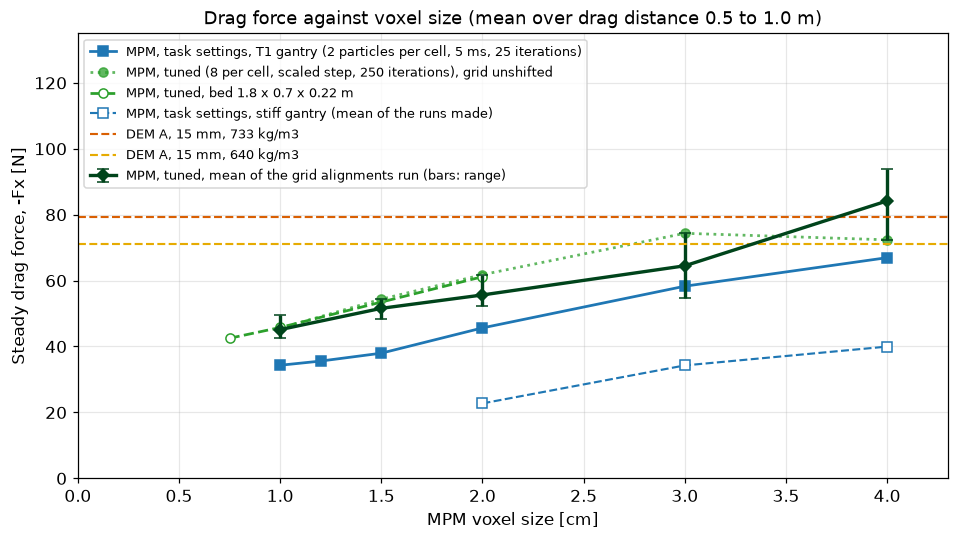 Drag force against voxel size (mean over drag distance 0.5 to 1.0 m)
MPM, task settings, T1 gantry (2 particles per cell, 5 ms, 25 iterations)
MPM, tuned (8 per cell, scaled step, 250 iterations), grid unshifted
MPM, tuned, bed 1.8 x 0.7 x 0.22 m
MPM, task settings, stiff gantry (mean of the runs made)
DEM A, 15 mm, 733 kg/m3
DEM A, 15 mm, 640 kg/m3
MPM, tuned, mean of the grid alignments run (bars: range)
Steady drag force, -Fx [N]
120
100
80
60
40
20
0
0.0 0.5 1.0 1.5 2.0 2.5 3.0 3.5 4.0
MPM voxel size [cm]